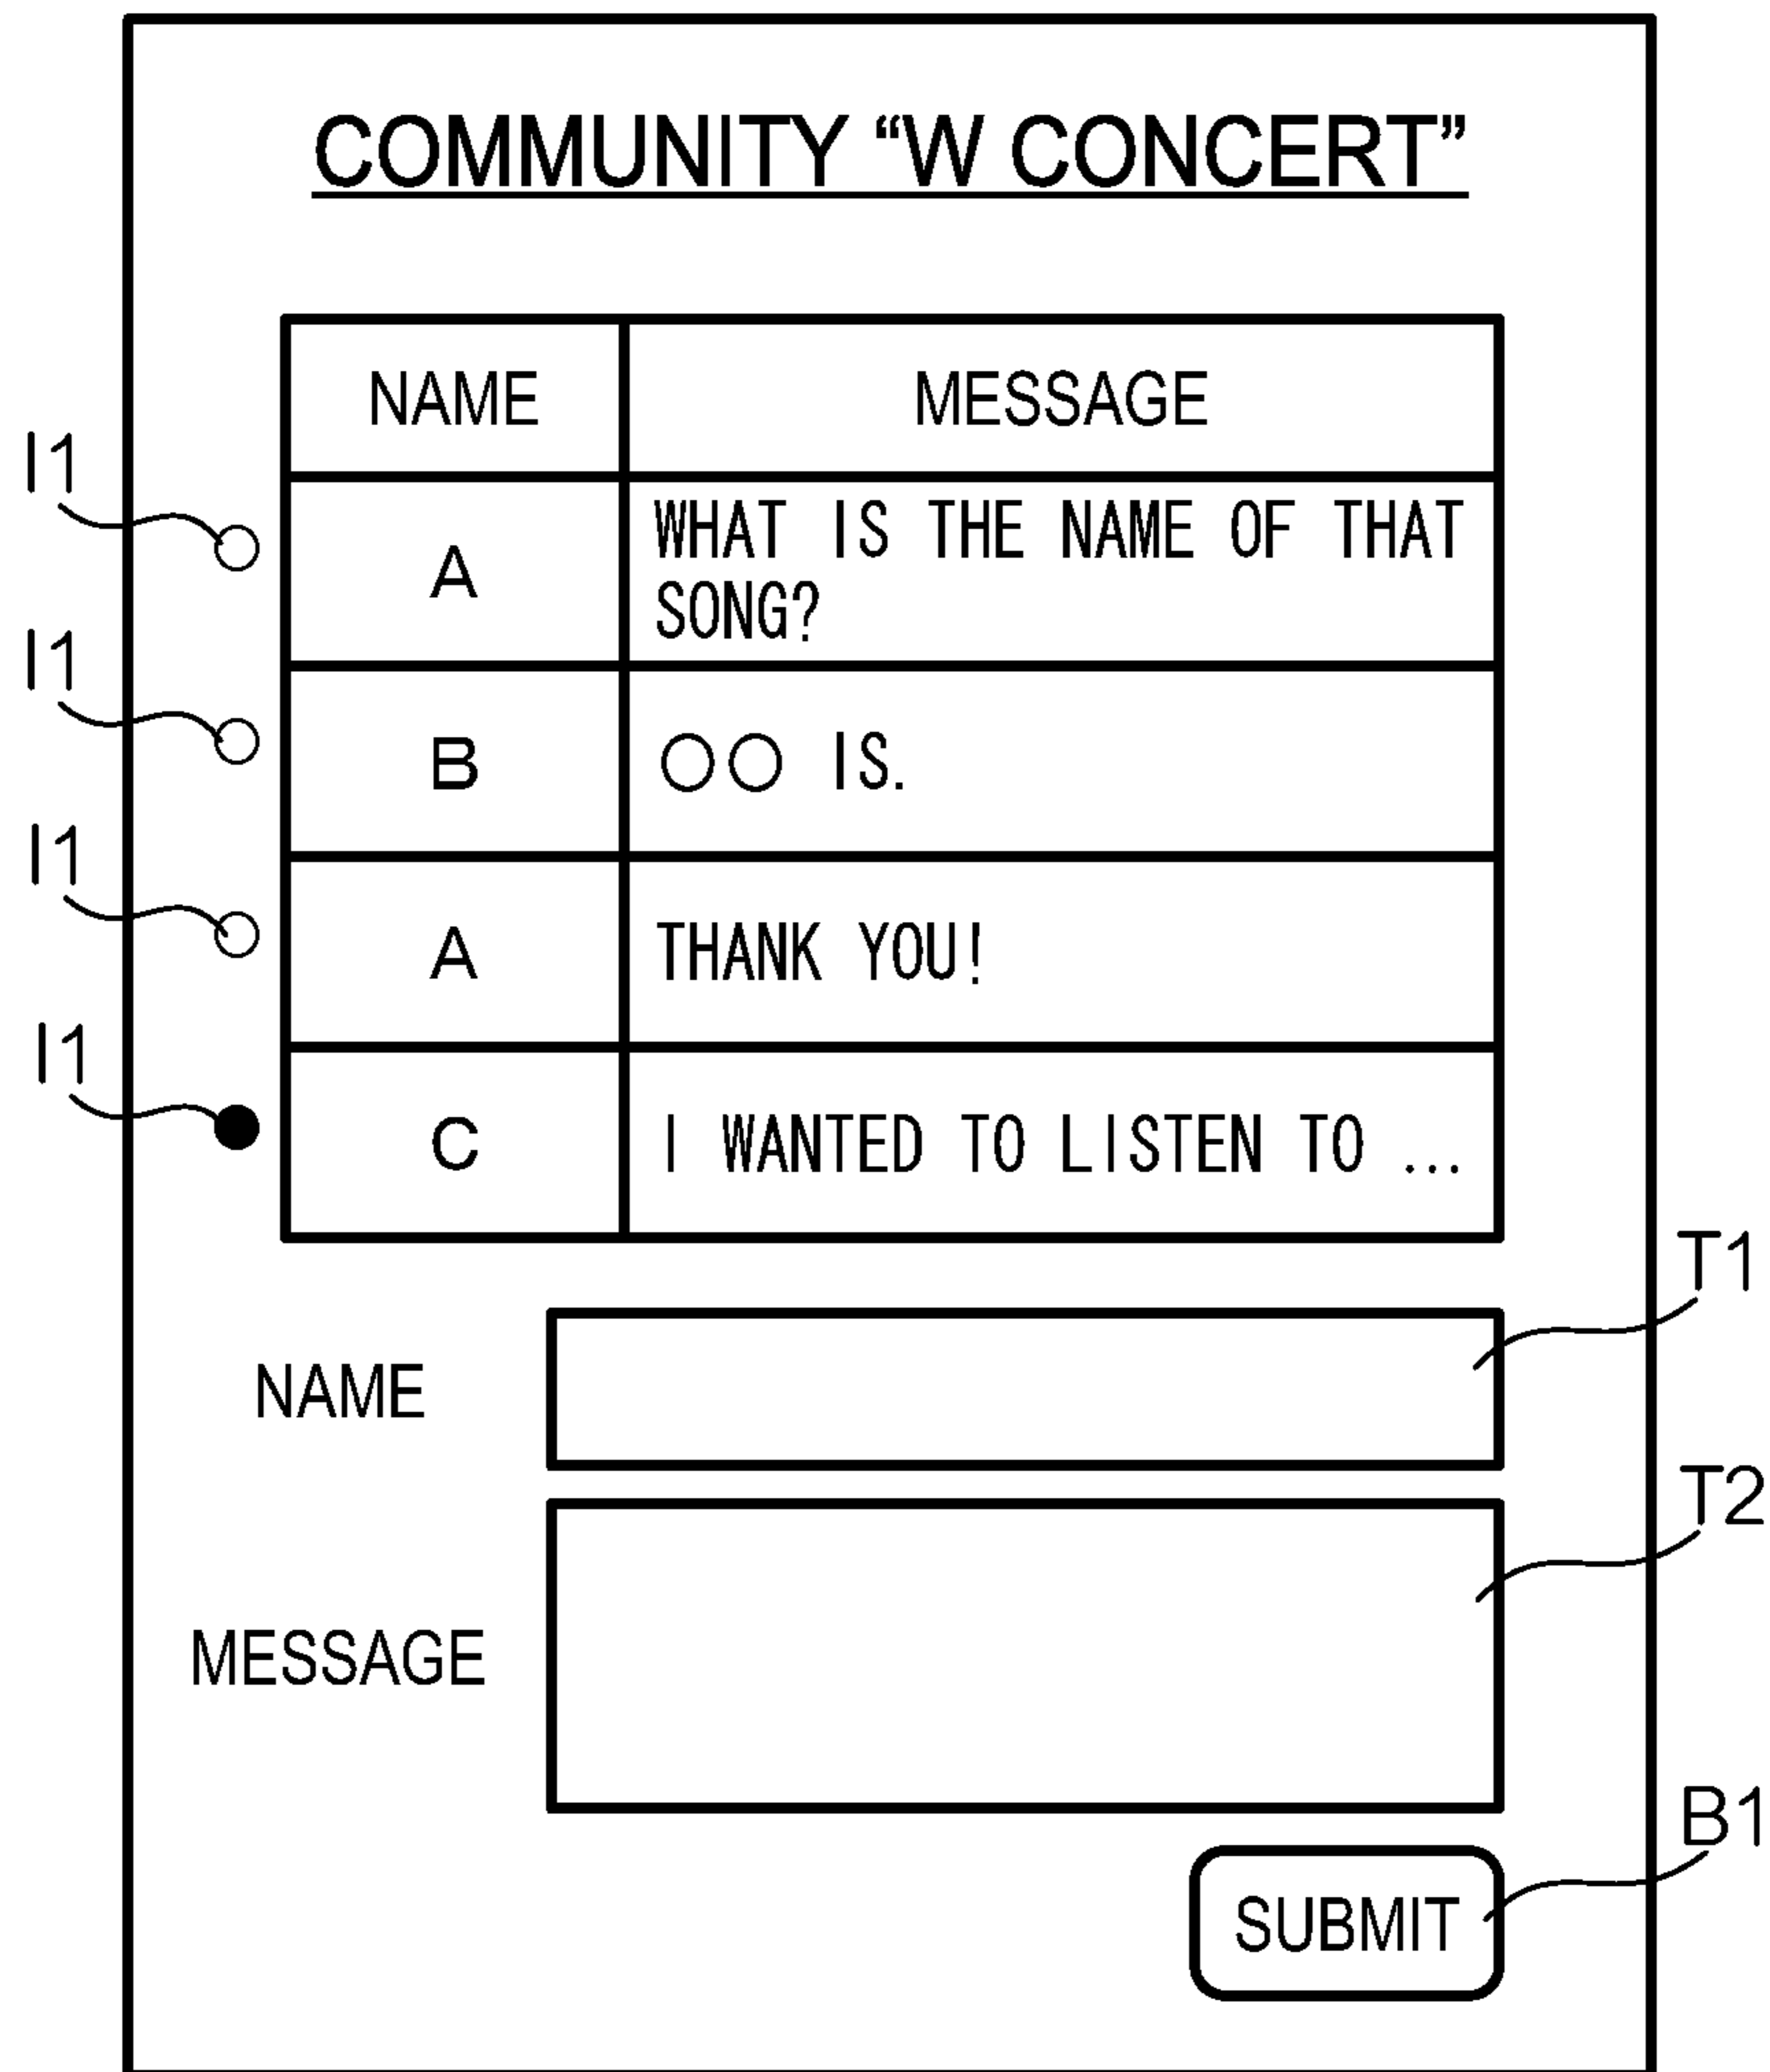 COMMUNITY “W CONCERT”
NAME MESSAGE
I1
A WHAT IS THE NAME OF THAT
SONG?
I1
B ○○ IS.
I1
A THANK YOU!
I1
C I WANTED TO LISTEN TO ...
T1
NAME
T2
MESSAGE
B1
SUBMIT